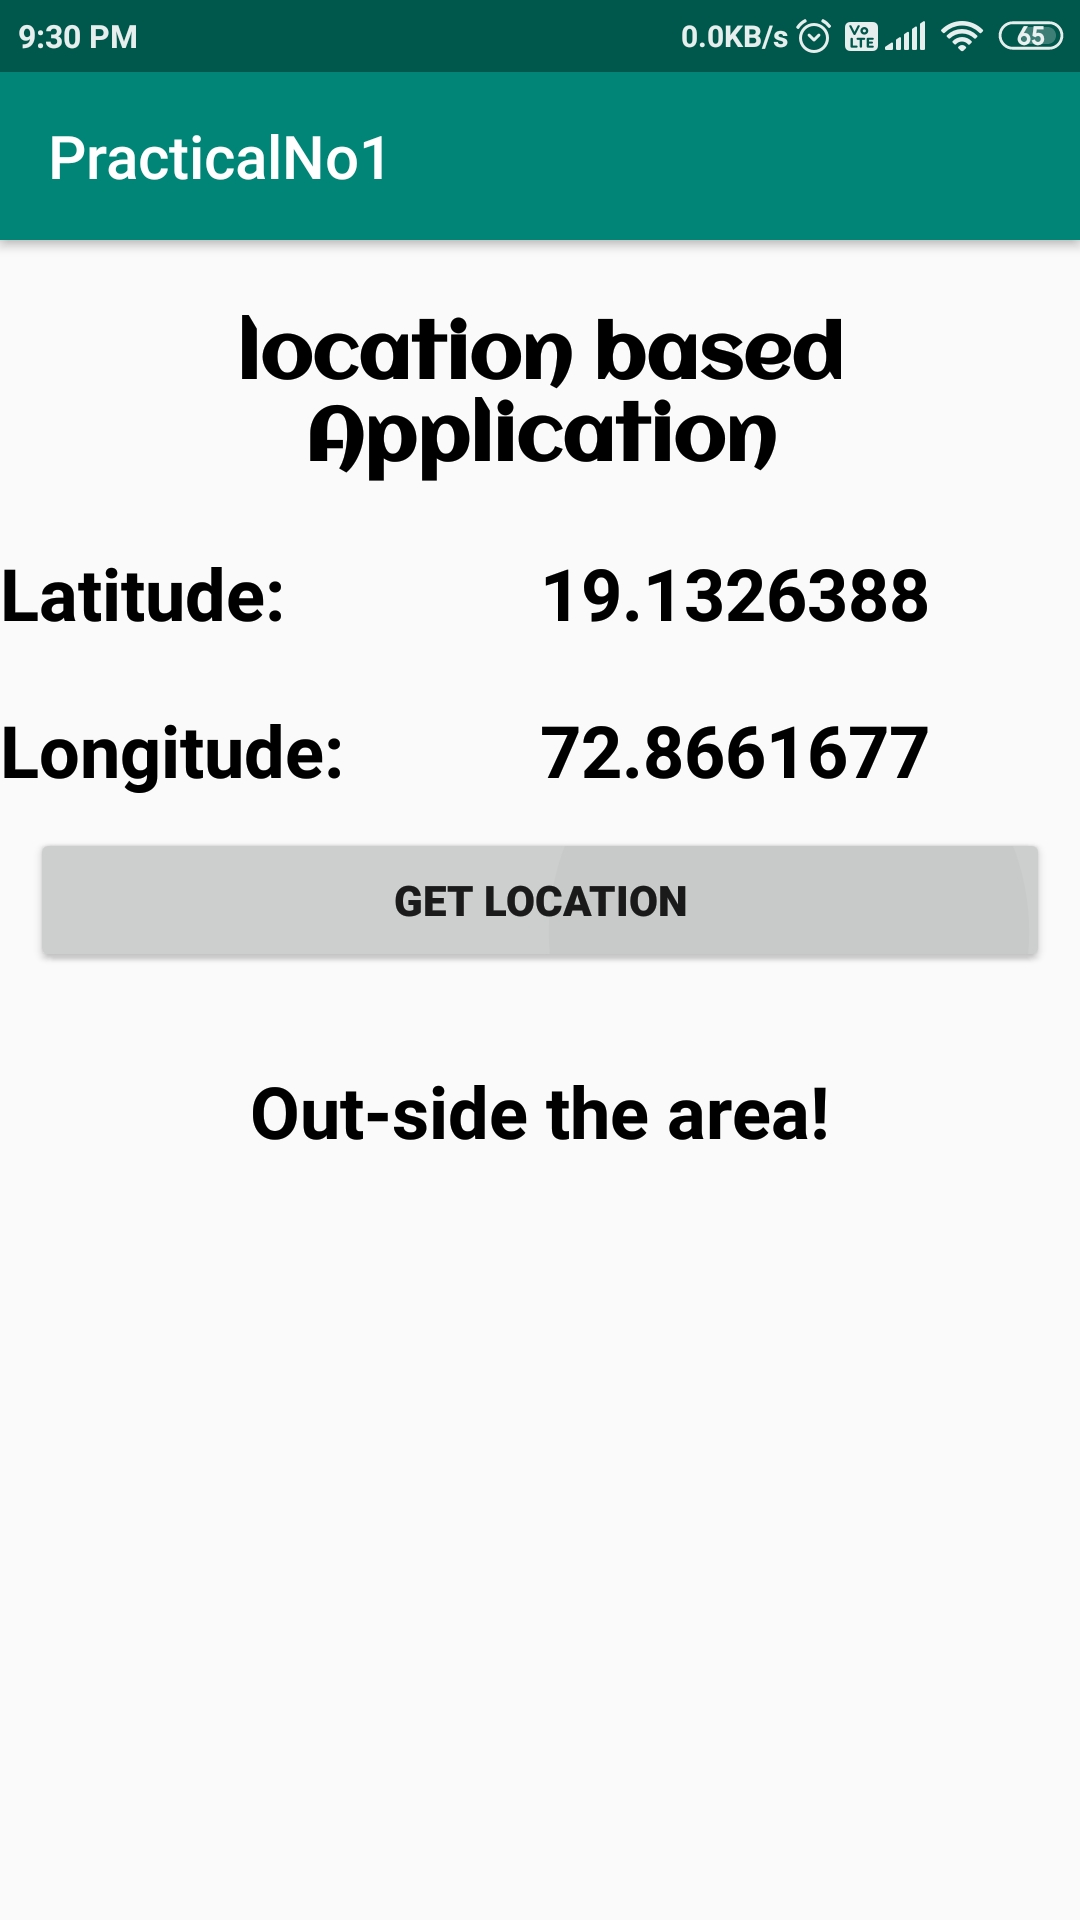 9:30 PM 0.0KB/s Vo LTE 65
PracticalNo1
location based
Application
Latitude: 19.1326388
Longitude: 72.8661677
GET LOCATION
Out-side the area!